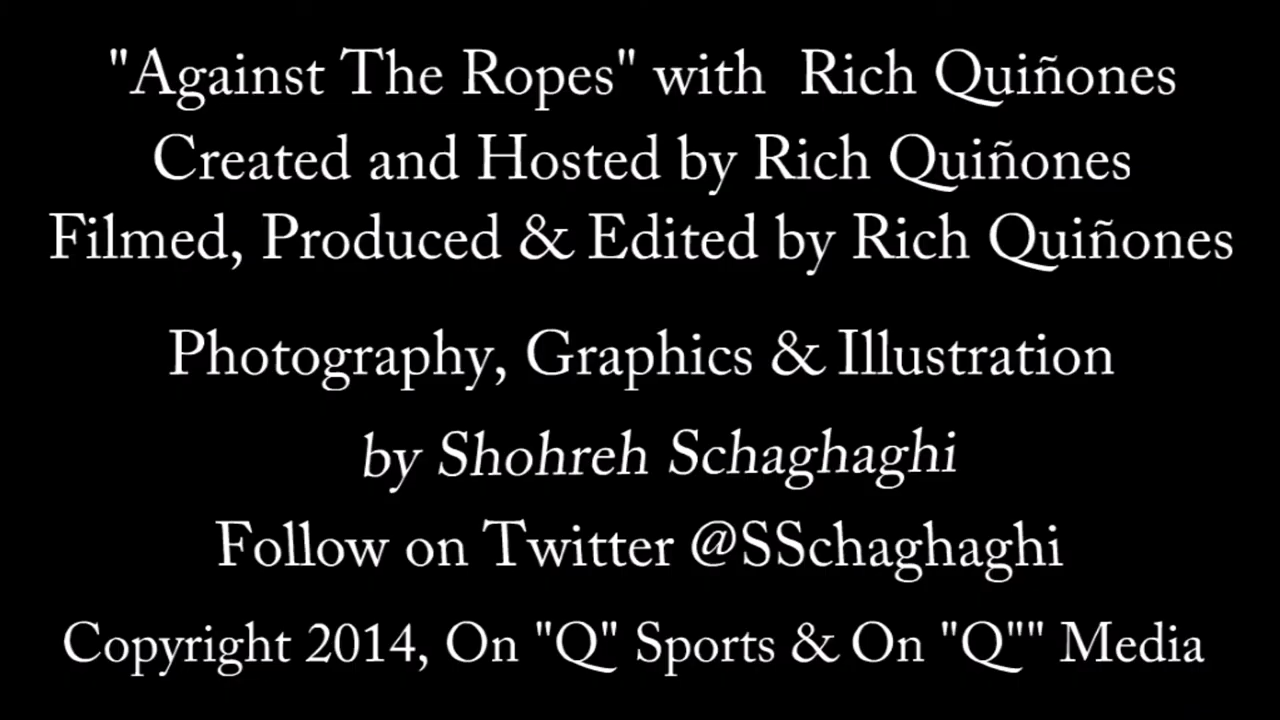 "Against The Ropes" with  Rich Quiñones
Created and Hosted by Rich Quiñones
Filmed, Produced & Edited by Rich Quiñones
Photography, Graphics & Illustration
by Shohreh Schaghaghi
Follow on Twitter @SSchaghaghi
Copyright 2014, On "Q" Sports & On "Q"" Media